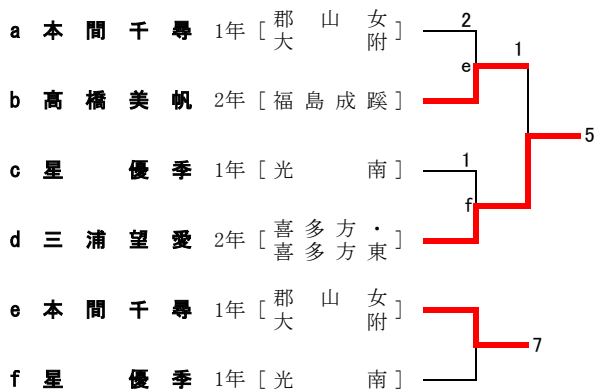 a 本間千尋 1年 [郡山女大附] 2
e 1
b 髙橋美帆 2年 [福島成蹊]
5
c 星優季 1年 [光南] 1
f
d 三浦望愛 2年 [喜多方・喜多方東]
e 本間千尋 1年 [郡山女大附]
7
f 星優季 1年 [光南]